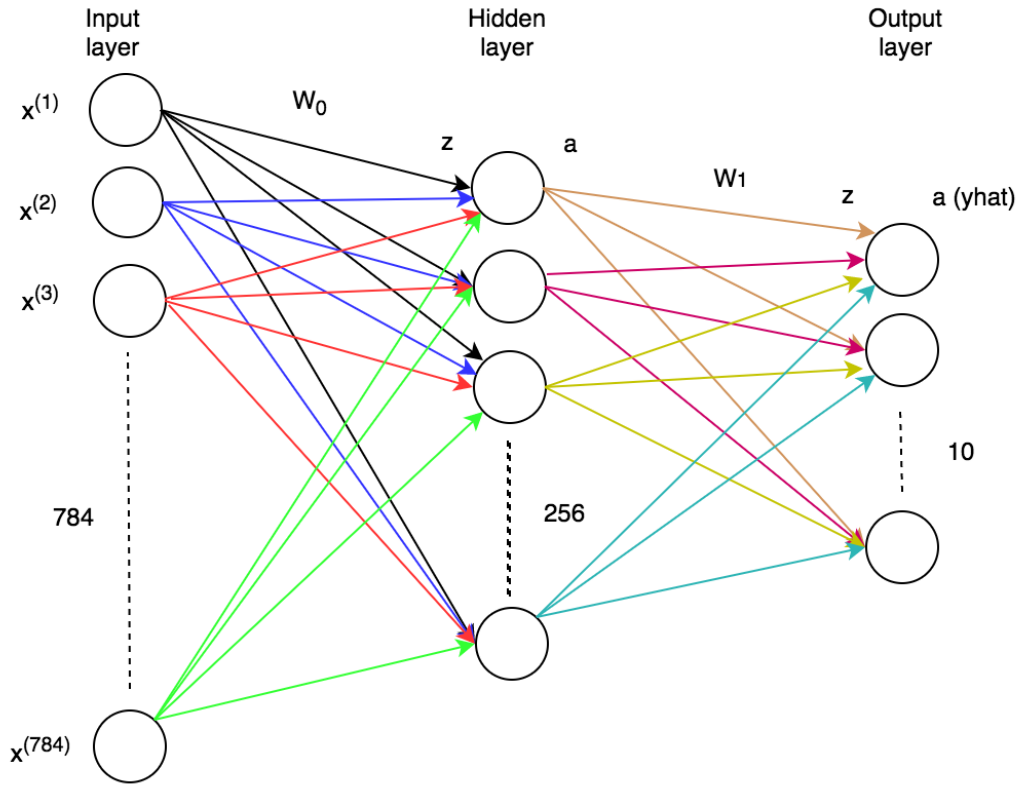 Input
layer
Hidden
layer
Output
layer
x(1)
W0
z
a
W1
x(2)
z
a (yhat)
x(3)
10
784
256
x(784)